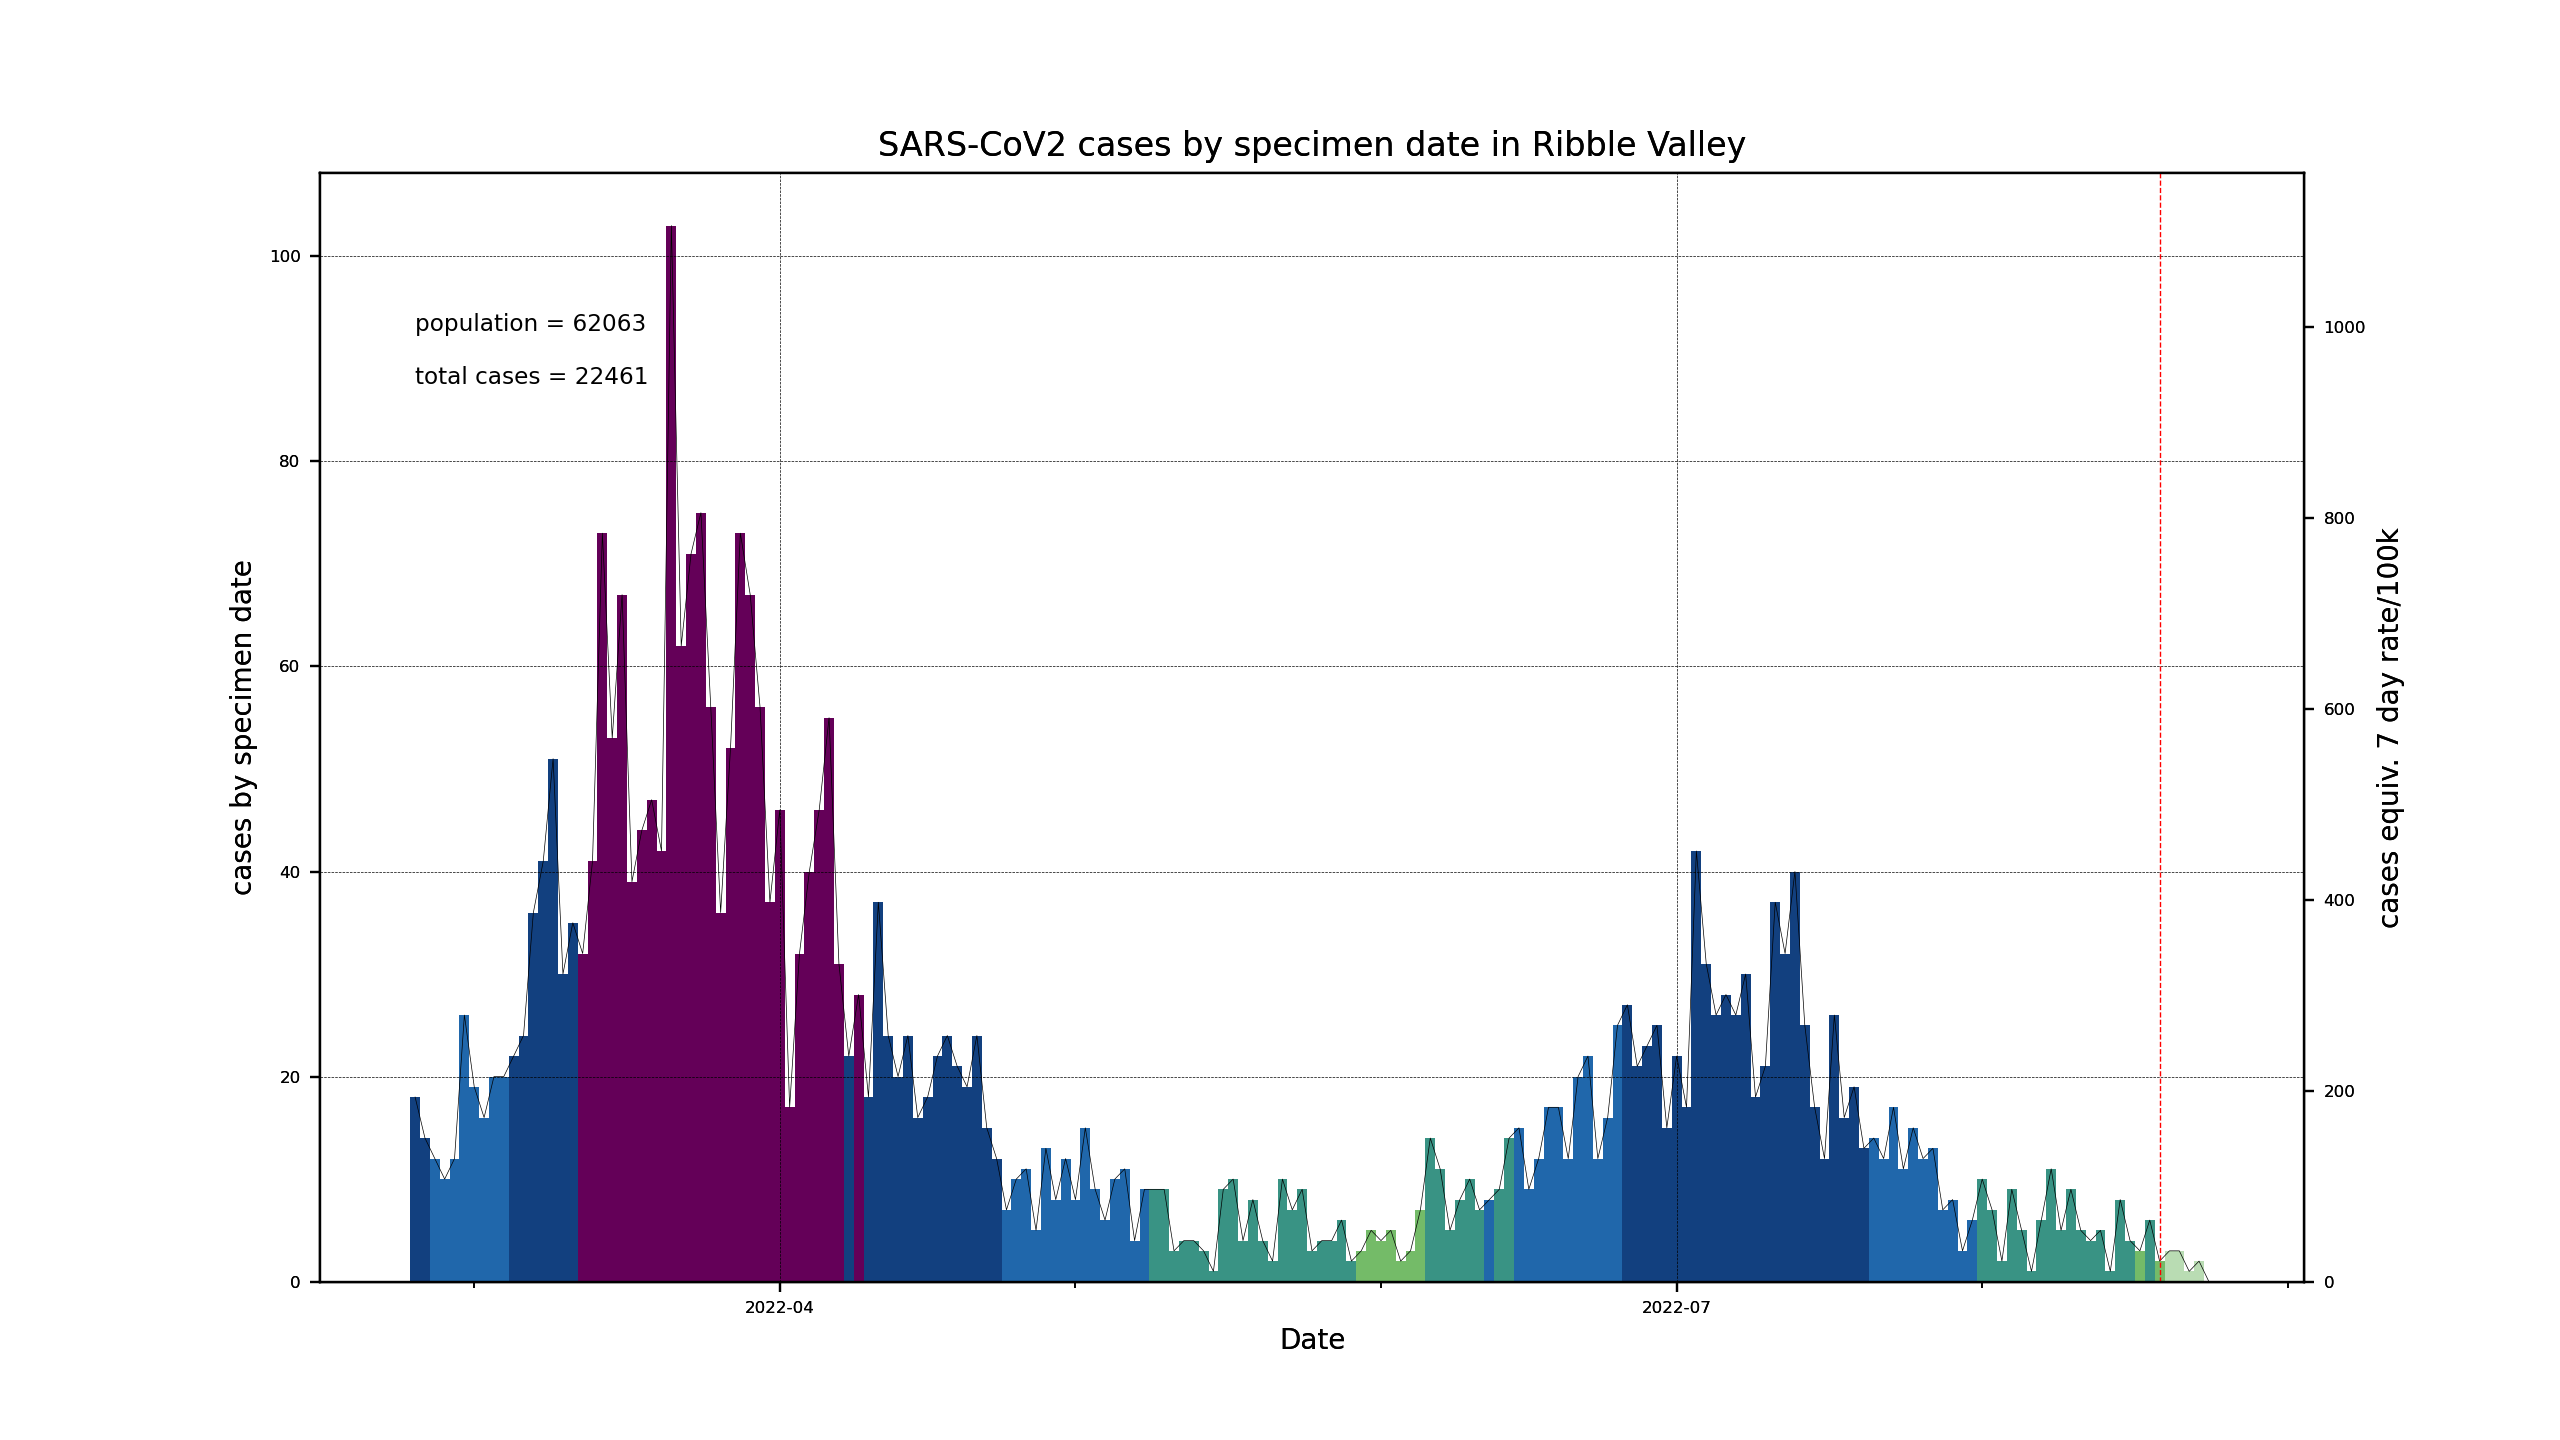 SARS-CoV2 cases by specimen date in Ribble Valley
population = 62063
total cases = 22461
cases by specimen date
100
80
60
40
20
0
1000
800
600
400
200
0
cases equiv. 7 day rate/100k
2022-04
2022-07
Date